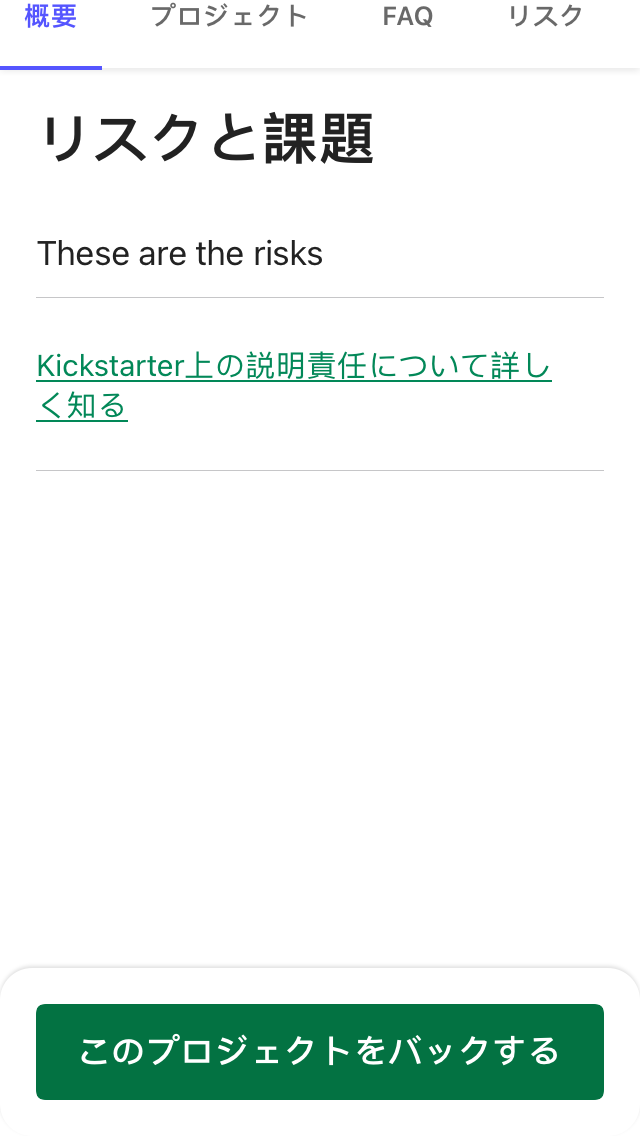 概要 プロジェクト FAQ リスク
リスクと課題
These are the risks
Kickstarter上の説明責任について詳し
く知る
このプロジェクトをバックする